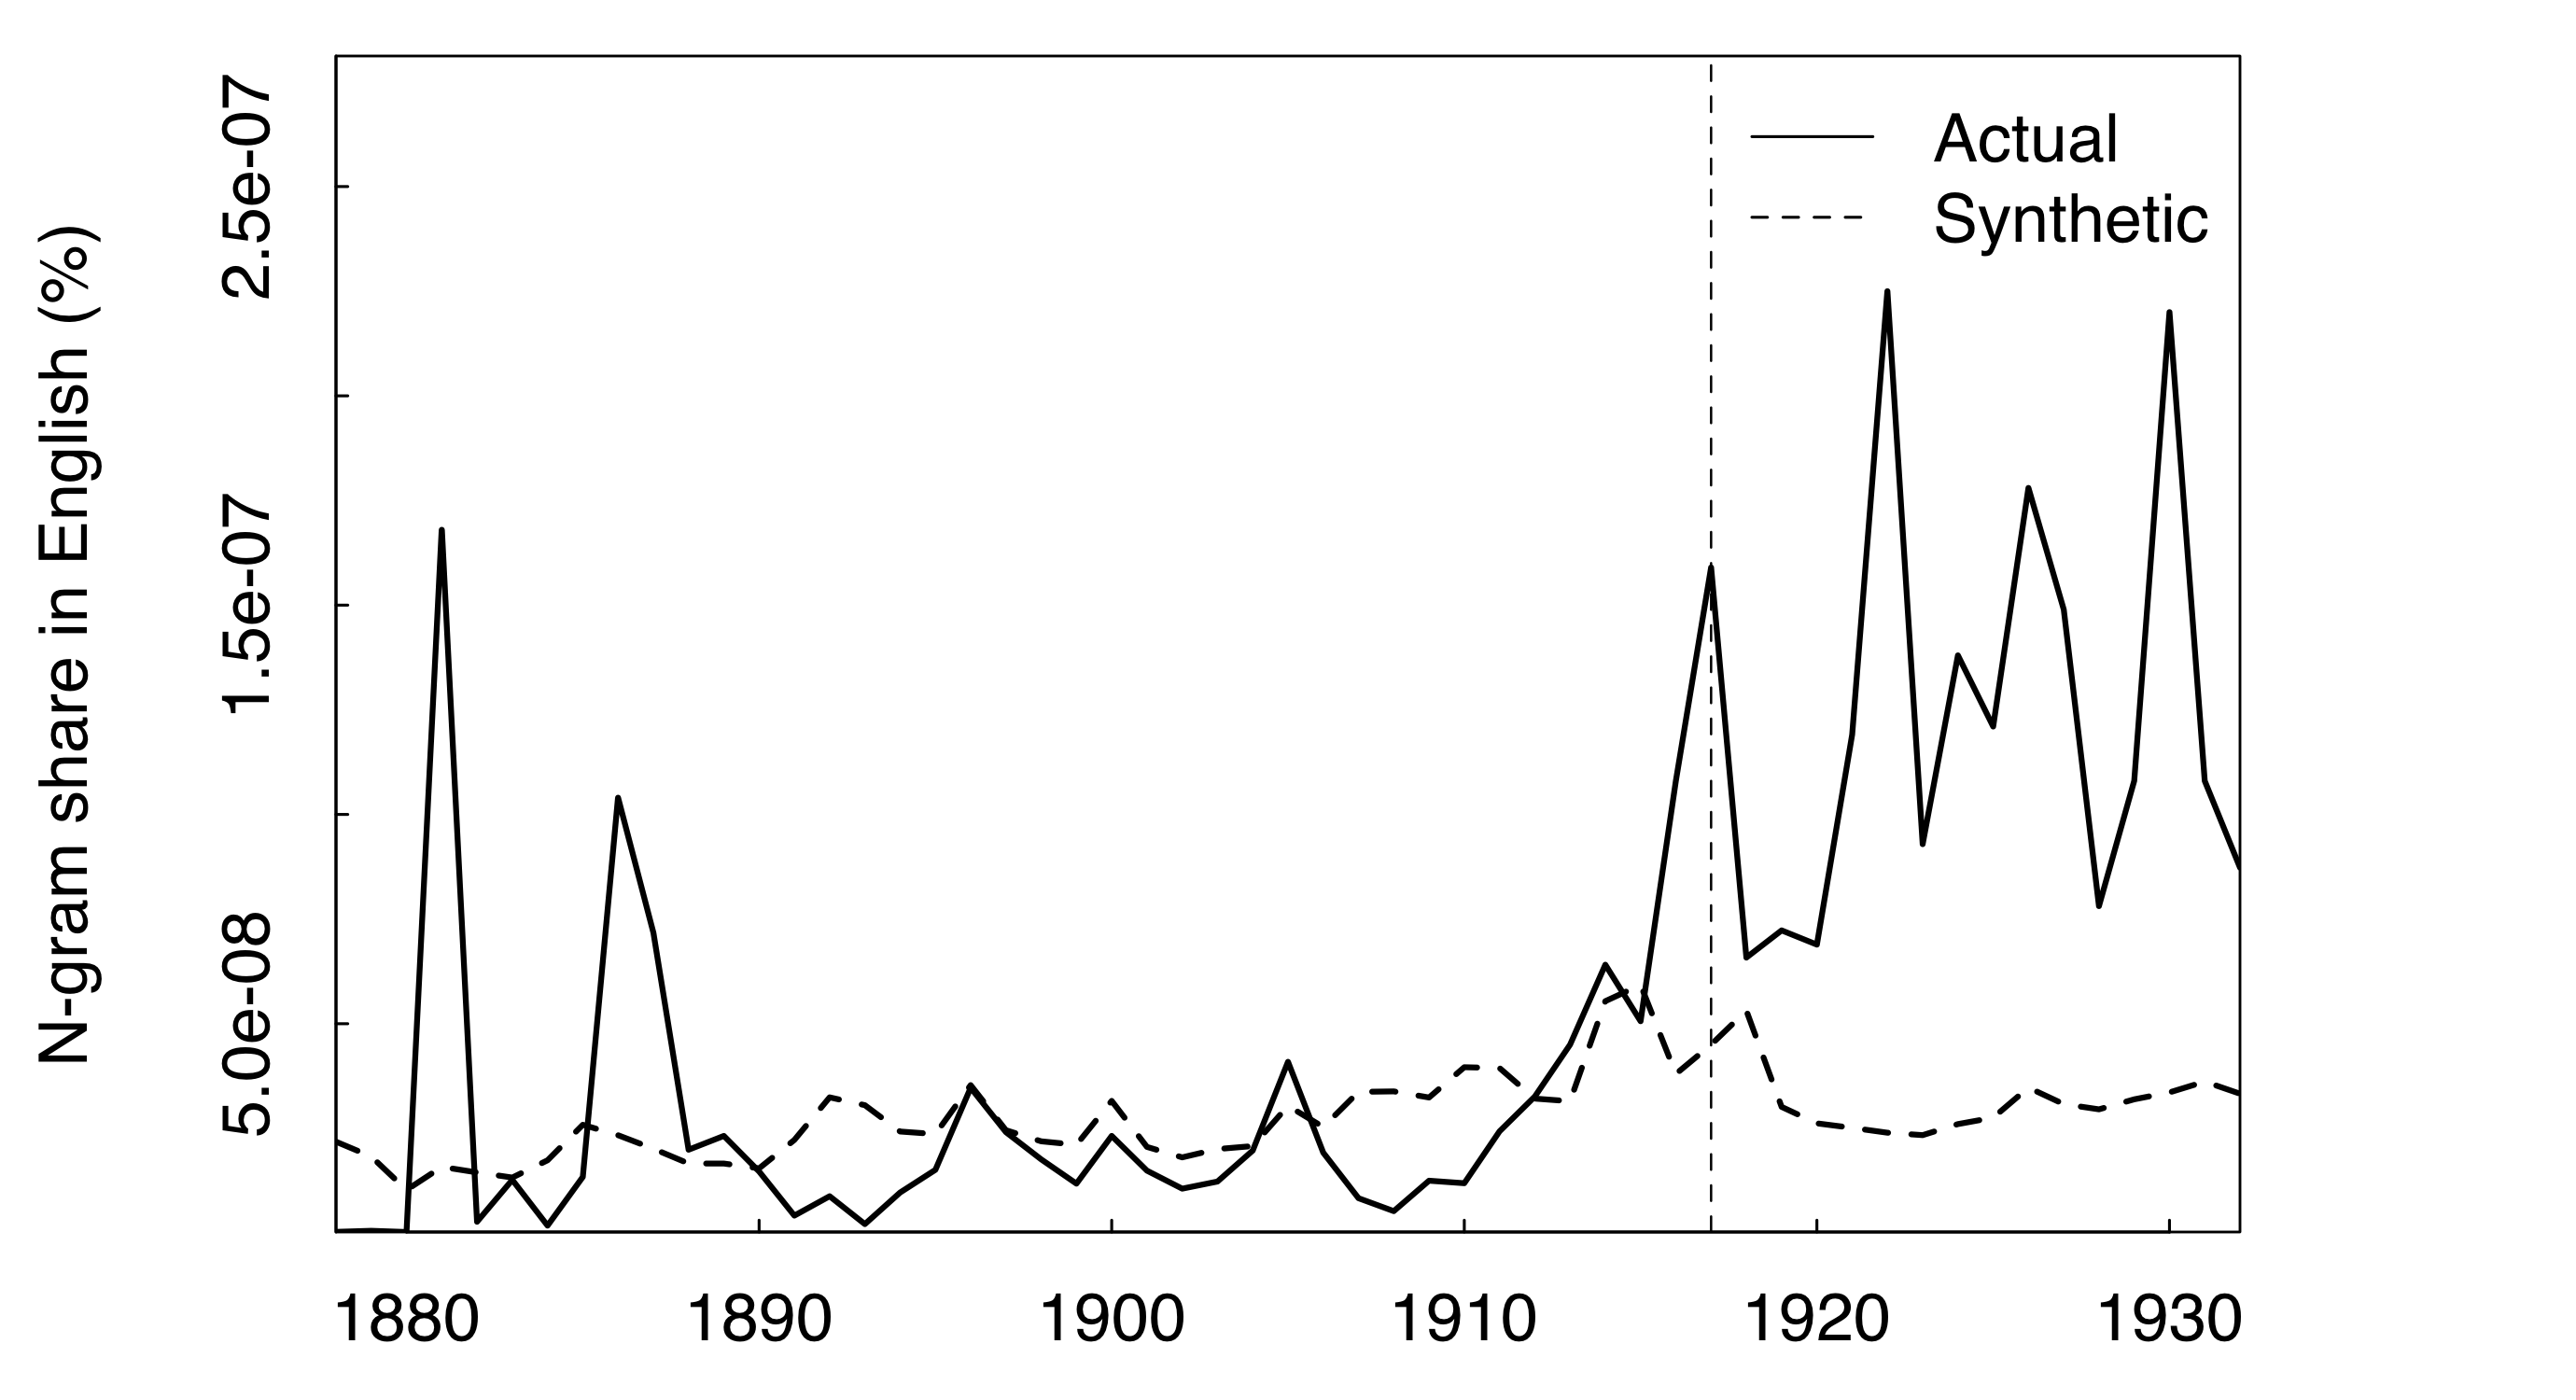 N-gram share in English (%)
2.5e-07
1.5e-07
5.0e-08
Actual
Synthetic
1880 1890 1900 1910 1920 1930